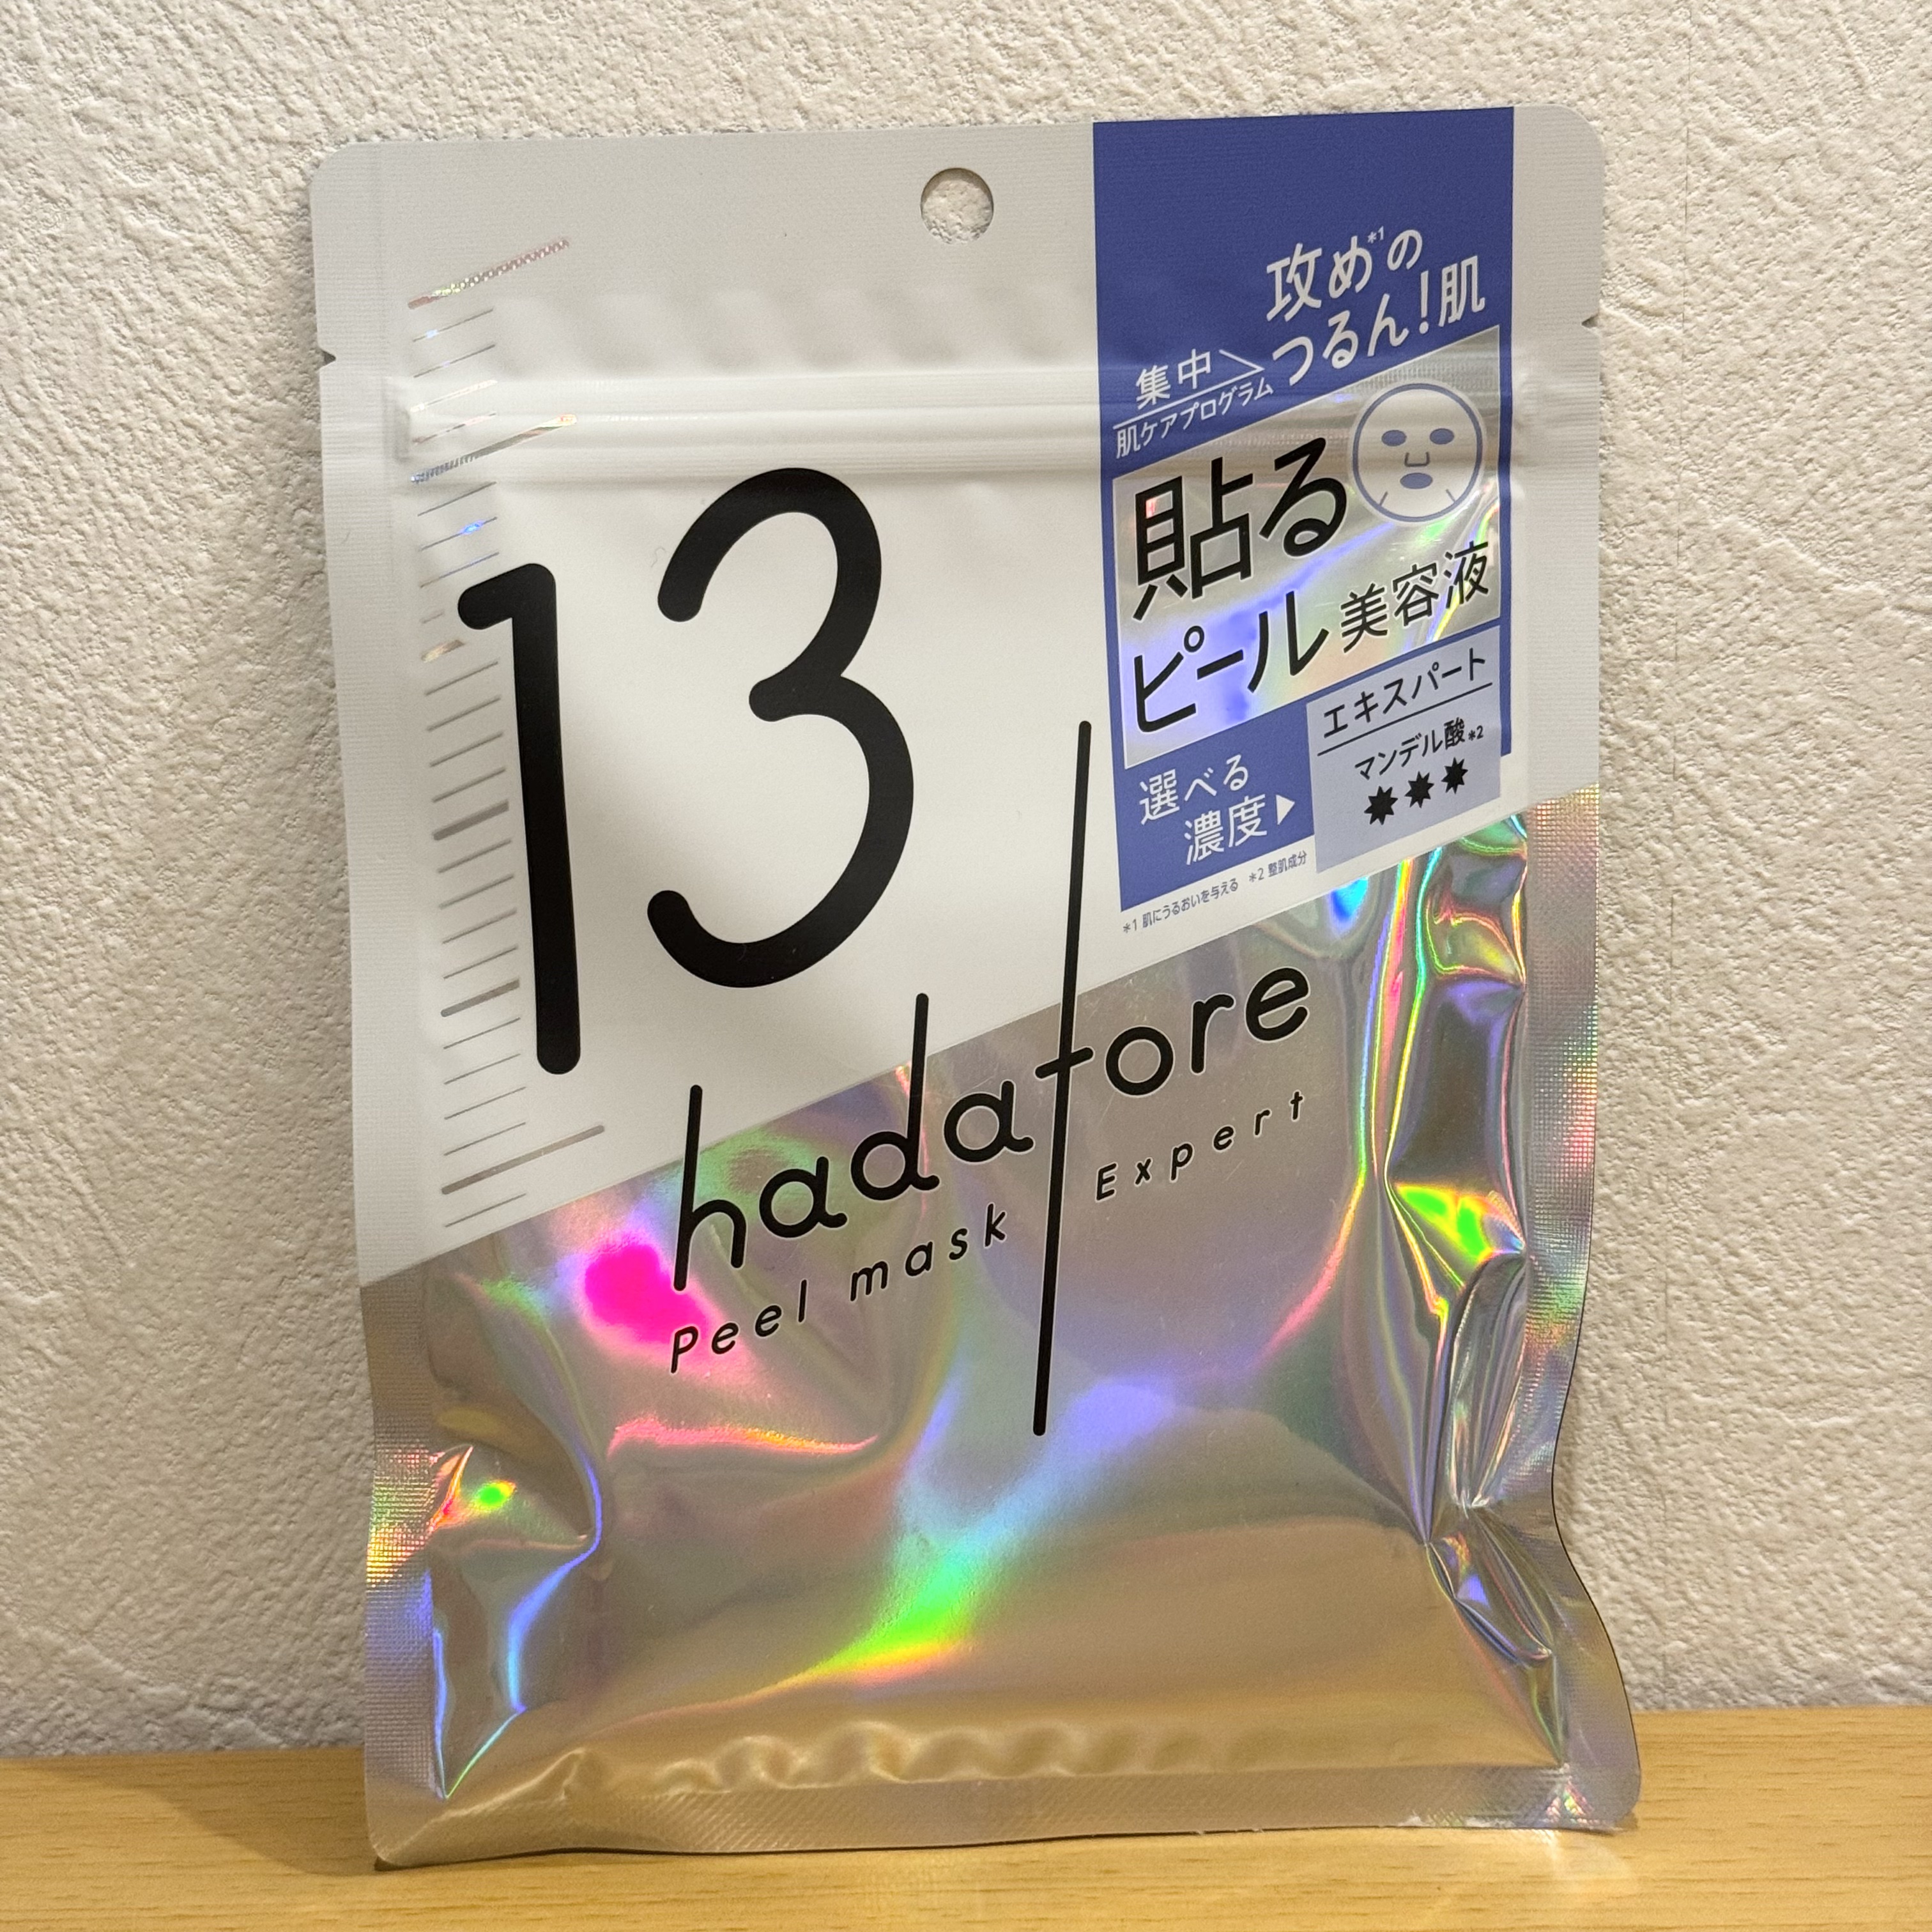 攻め*1の
つるん!肌
集中
肌ケアプログラム
貼る
ピール美容液
エキスパート
マンデル酸*2
選べる
濃度
*1 肌にうるおいを与える *2 整肌成分
13
hadafore
Peel mask Expert